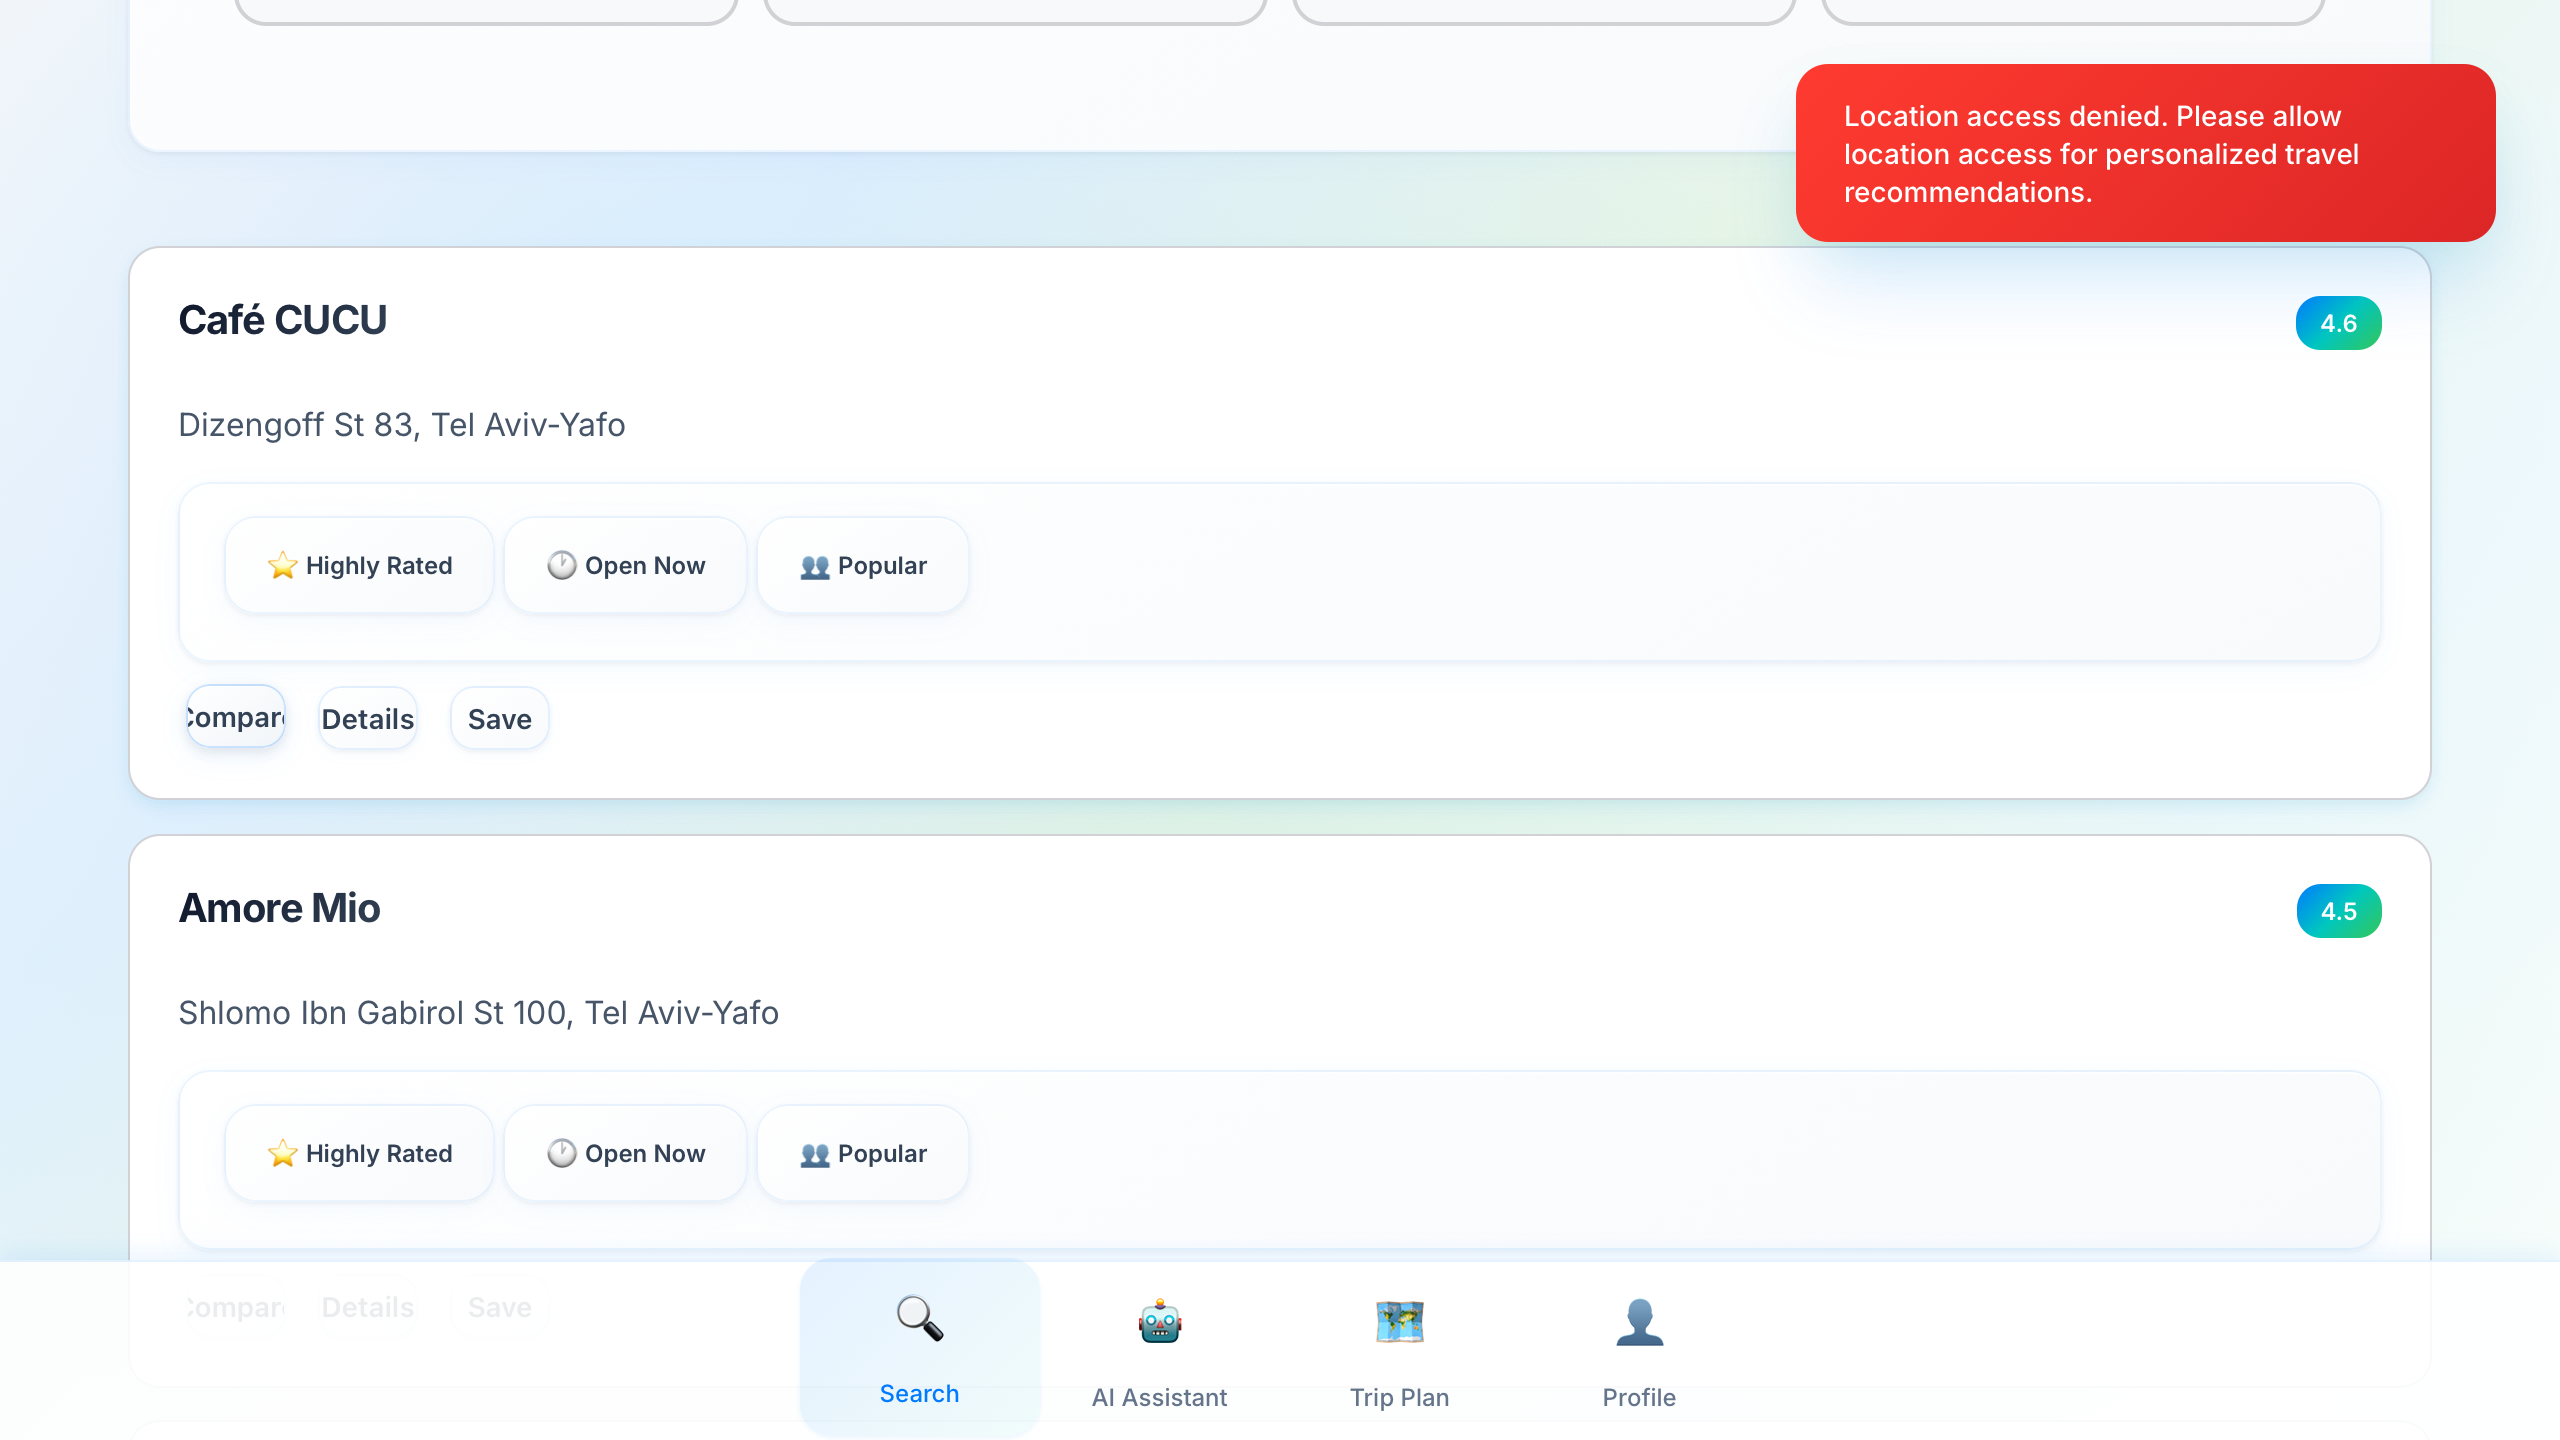 Location access denied. Please allow
location access for personalized travel
recommendations.
Café CUCU
4.6
Dizengoff St 83, Tel Aviv-Yafo
Highly Rated
Open Now
Popular
Compare
Details
Save
Amore Mio
4.5
Shlomo Ibn Gabirol St 100, Tel Aviv-Yafo
Highly Rated
Open Now
Popular
Compare
Details
Save
Search
AI Assistant
Trip Plan
Profile